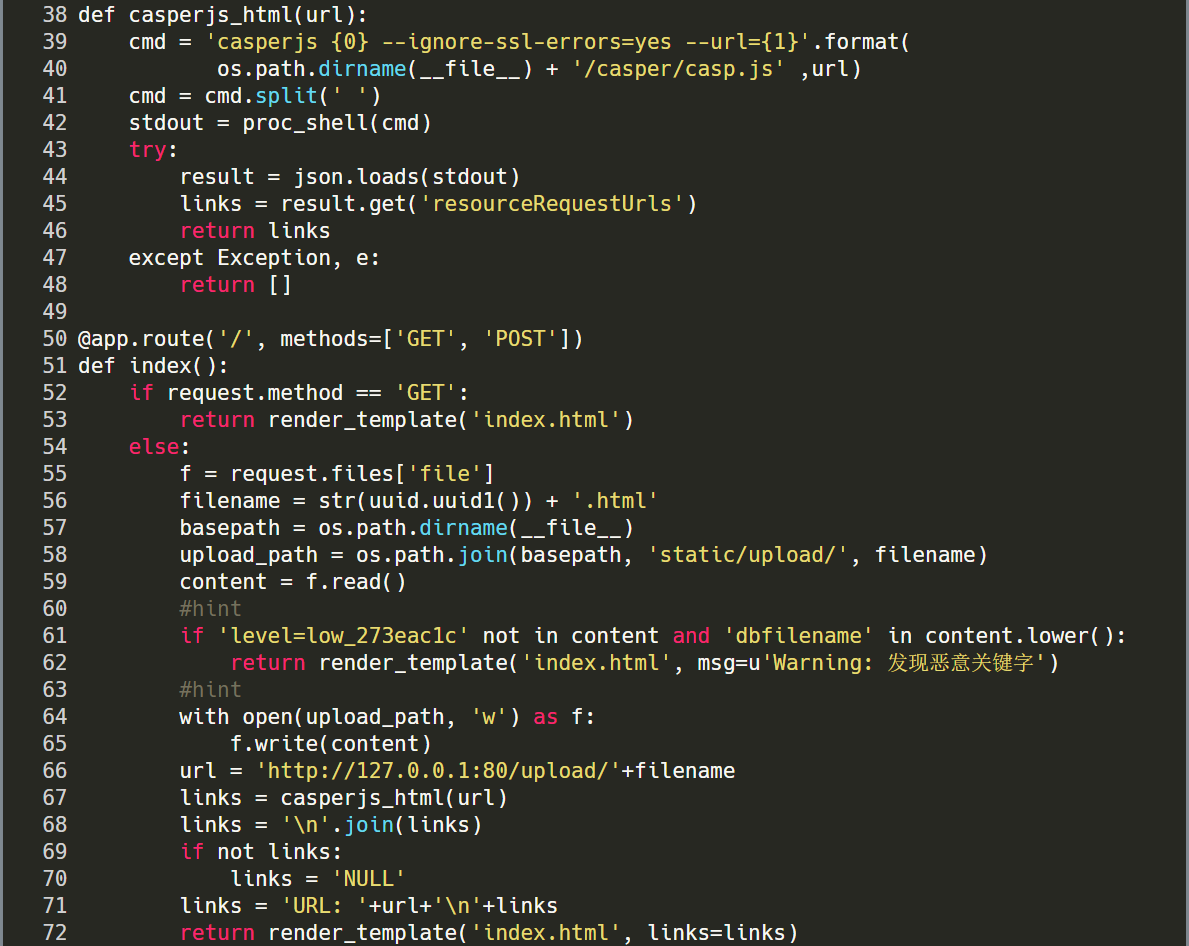 38 def casperjs_html(url):
39     cmd = 'casperjs {0} --ignore-ssl-errors=yes --url={1}'.format(
40            os.path.dirname(__file__) + '/casper/casp.js' ,url)
41     cmd = cmd.split(' ')
42     stdout = proc_shell(cmd)
43     try:
44         result = json.loads(stdout)
45         links = result.get('resourceRequestUrls')
46         return links
47     except Exception, e:
48         return []
49
50 @app.route('/', methods=['GET', 'POST'])
51 def index():
52     if request.method == 'GET':
53         return render_template('index.html')
54     else:
55         f = request.files['file']
56         filename = str(uuid.uuid1()) + '.html'
57         basepath = os.path.dirname(__file__)
58         upload_path = os.path.join(basepath, 'static/upload/', filename)
59         content = f.read()
60         #hint
61         if 'level=low_273eac1c' not in content and 'dbfilename' in content.lower():
62             return render_template('index.html', msg=u'Warning: 发现恶意关键字')
63         #hint
64         with open(upload_path, 'w') as f:
65             f.write(content)
66         url = 'http://127.0.0.1:80/upload/'+filename
67         links = casperjs_html(url)
68         links = '\n'.join(links)
69         if not links:
70             links = 'NULL'
71         links = 'URL: '+url+'\n'+links
72         return render_template('index.html', links=links)